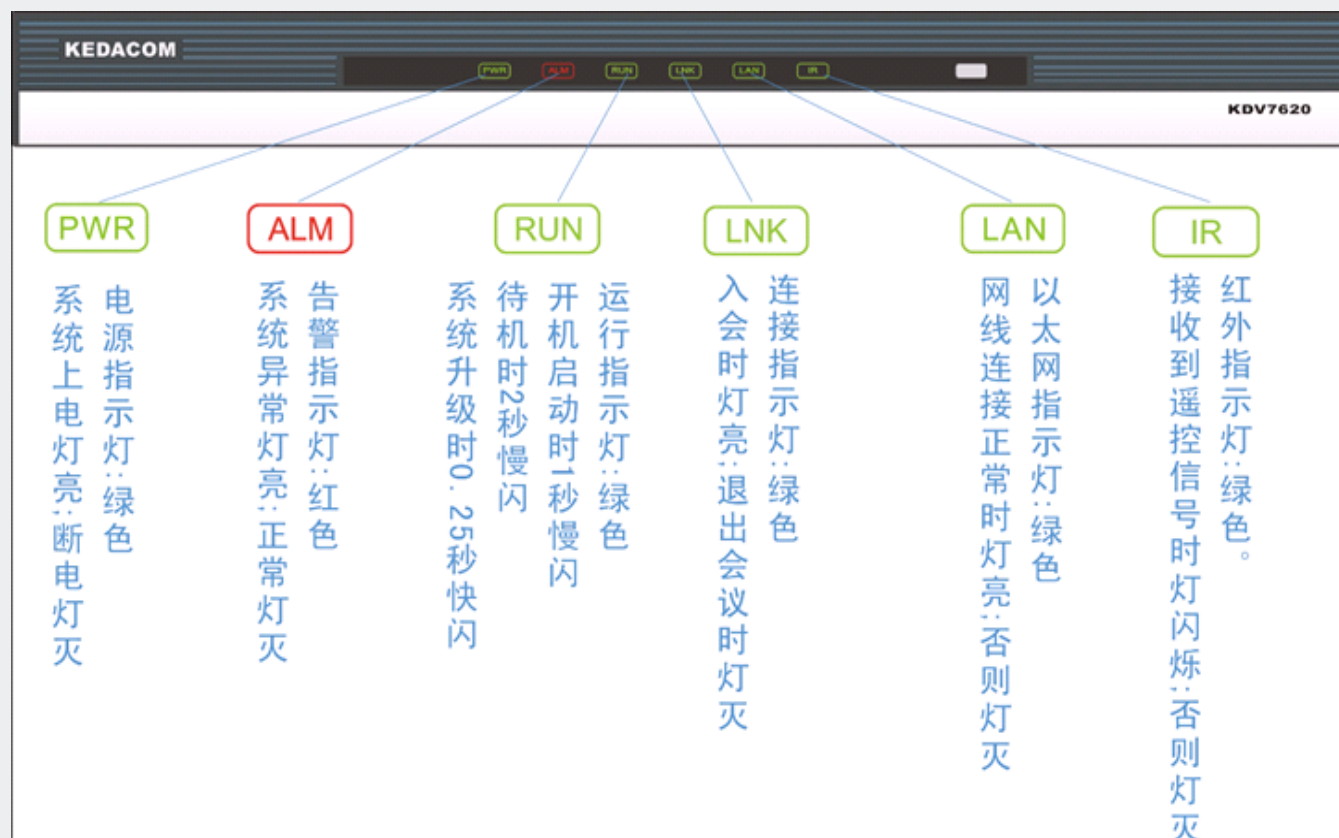 KEDACOM
PWR
ALM
RUN
LNK
LAN
IR
KDV7620
PWR
电源指示灯:绿色
系统上电灯亮;断电灯灭
ALM
告警指示灯:红色
系统异常灯亮;正常灯灭
RUN
运行指示灯:绿色
开机启动时1秒慢闪
待机时2秒慢闪
系统升级时0.25秒快闪
LNK
连接指示灯:绿色
入会时灯亮;退出会议时灯灭
LAN
以太网指示灯:绿色
网线连接正常时灯亮;否则灯灭
IR
红外指示灯:绿色。
接收到遥控信号时灯闪烁;否则灯灭